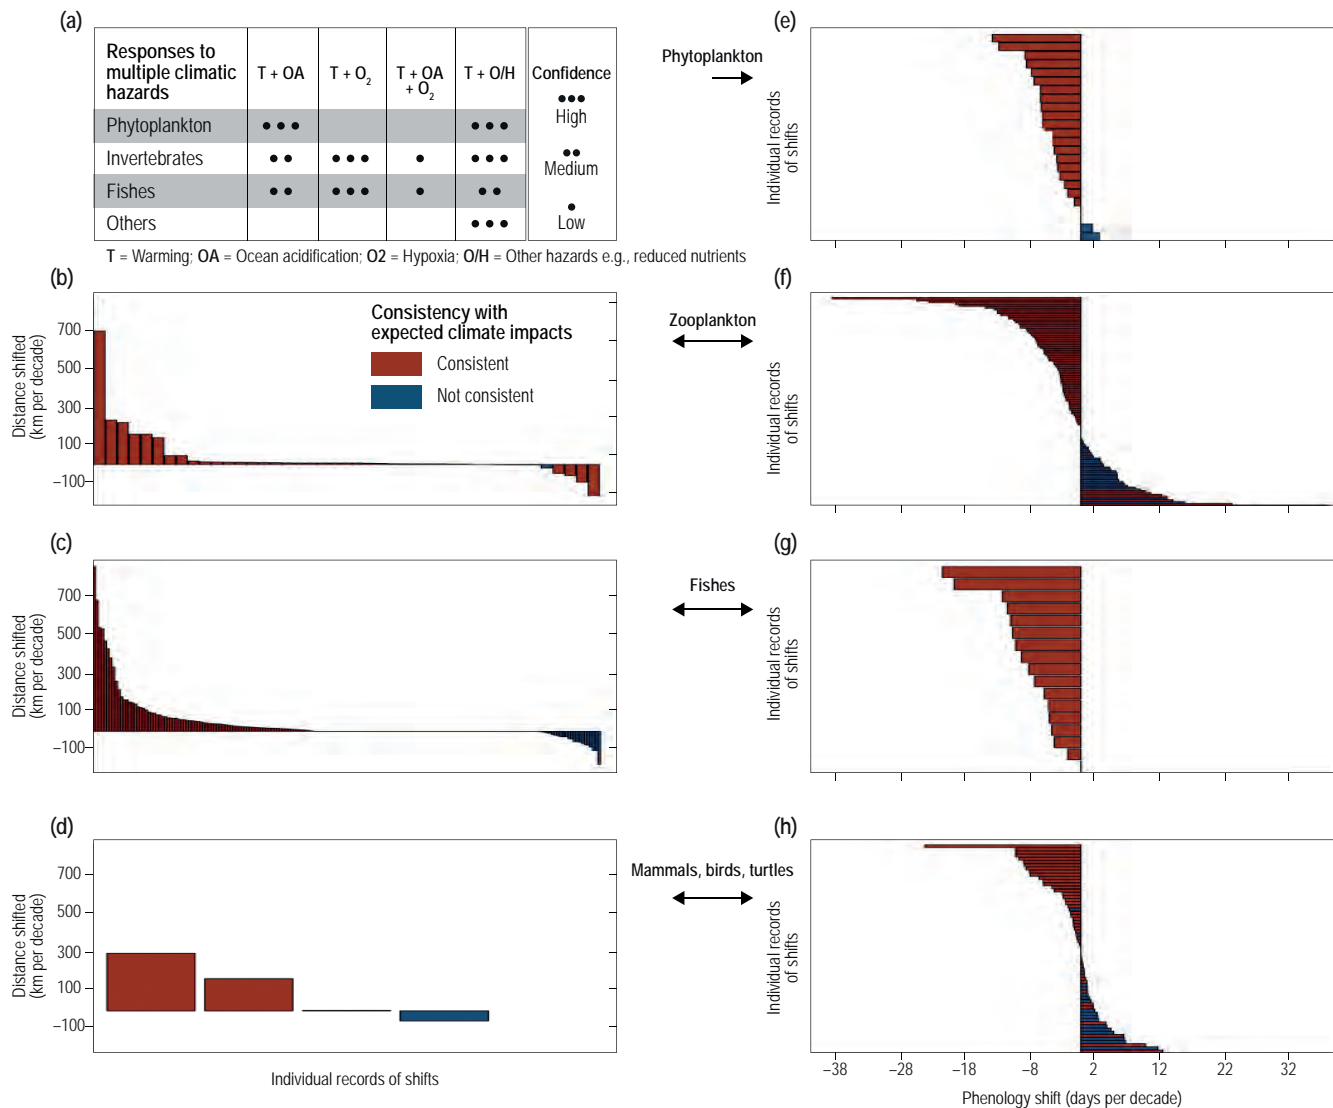 (a)
Responses to
multiple climatic
hazards
T + OA
T + O2
T + OA
+ O2
T + O/H
Confidence
●●●
High
Phytoplankton
●●●
●●●
Invertebrates
●●
●●●
●
●●●
●●
Medium
Fishes
●●
●●●
●
●●
Others
●●●
●
Low
T = Warming; OA = Ocean acidification; O2 = Hypoxia; O/H = Other hazards e.g., reduced nutrients
Phytoplankton
(e)
Individual records
of shifts
(b)
Distance shifted
(km per decade)
700
500
300
100
−100
Consistency with
expected climate impacts
Consistent
Not consistent
Zooplankton
(f)
Individual records
of shifts
(c)
Distance shifted
(km per decade)
700
500
300
100
−100
Fishes
(g)
Individual records
of shifts
(d)
Distance shifted
(km per decade)
700
500
300
100
−100
Individual records of shifts
Mammals, birds, turtles
(h)
Individual records
of shifts
−38 −28 −18 −8 2 12 22 32
Phenology shift (days per decade)